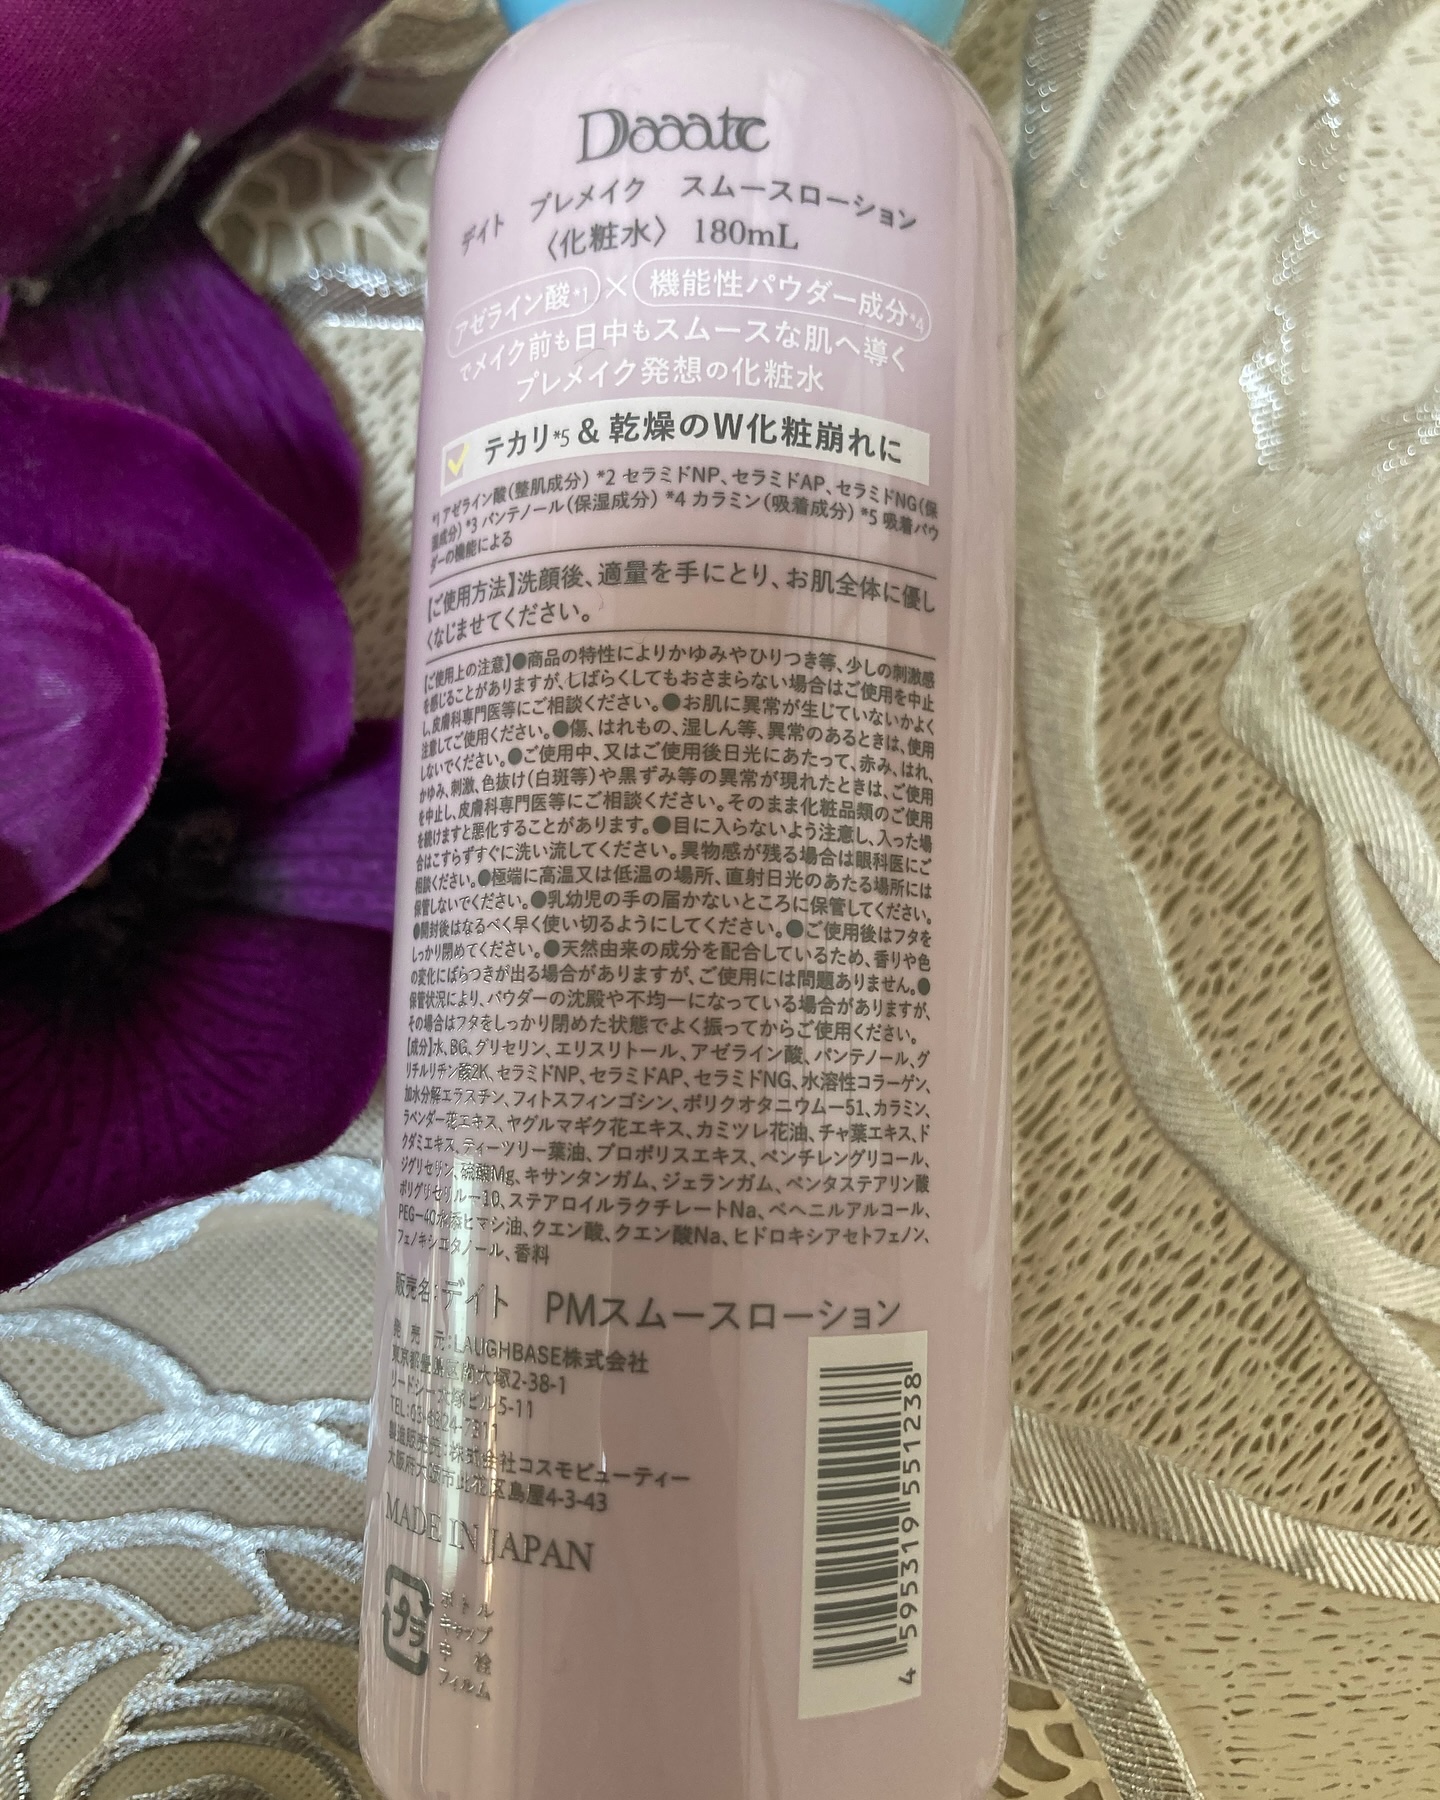 Daaatc
デイト プレメイク スムースローション
〈化粧水〉 180mL
アゼライン酸*1 × 機能性パウダー成分*4
でメイク前も日中もスムースな肌へ導く
プレメイク発想の化粧水
テカリ*5 & 乾燥のW化粧崩れに
*1 アゼライン酸(整肌成分) *2 セラミドNP、セラミドAP、セラミドNG(保
湿成分) *3 パンテノール(保湿成分) *4 カラミン(吸着成分) *5 吸着パウ
ダーの機能による
【ご使用方法】洗顔後、適量を手にとり、お肌全体に優し
くなじませてください。
【ご使用上の注意】●商品の特性によりかゆみやひりつき等、少しの刺激感
を感じることがありますが、しばらくしてもおさまらない場合はご使用を中止
し、皮膚科専門医等にご相談ください。●お肌に異常が生じていないかよく
注意してご使用ください。●傷、はれもの、湿しん等、異常のあるときは、使用
しないでください。●ご使用中、又はご使用後日光にあたって、赤み、はれ、
かゆみ、刺激、色抜け(白斑等)や黒ずみ等の異常が現れたときは、ご使用
を中止し、皮膚科専門医等にご相談ください。そのまま化粧品類のご使用
を続けますと悪化することがあります。●目に入らないよう注意し、入った場
合はこすらずすぐに洗い流してください。異物感が残る場合は眼科医にご
相談ください。●極端に高温又は低温の場所、直射日光のあたる場所には
保管しないでください。●乳幼児の手の届かないところに保管してください。
●開封後はなるべく早く使い切るようにしてください。●ご使用後はフタを
しっかり閉めてください。●天然由来の成分を配合しているため、香りや色
の変化にばらつきが出る場合がありますが、ご使用には問題ありません。●
保管状況により、パウダーの沈殿や不均一になっている場合がありますが、
その場合はフタをしっかり閉めた状態でよく振ってからご使用ください。
【成分】水、BG、グリセリン、エリスリトール、アゼライン酸、パンテノール、グ
リチルリチン酸2K、セラミドNP、セラミドAP、セラミドNG、水溶性コラーゲン、
加水分解エラスチン、フィトスフィンゴシン、ポリクオタニウム−51、カラミン、
ラベンダー花エキス、ヤグルマギク花エキス、カミツレ花油、チャ葉エキス、ド
クダミエキス、ティーツリー葉油、プロポリスエキス、ペンチレングリコール、
ジグリセリン、硫酸Mg、キサンタンガム、ジェランガム、ペンタステアリン酸
ポリグリセリル−10、ステアロイルラクチレートNa、ベヘニルアルコール、
PEG−40水添ヒマシ油、クエン酸、クエン酸Na、ヒドロキシアセトフェノン、
フェノキシエタノール、香料
販売名:デイト PMスムースローション
発売元:LAUGHBASE株式会社
東京都豊島区南大塚2-38-1
リードシー大塚ビル5-11
TEL:03-6824-7311
製造販売元:株式会社コスモビューティー
大阪府大阪市此花区島屋4-3-43
MADE IN JAPAN
プラ
ボトル
キャップ
中栓
フィルム
4 595319 551238